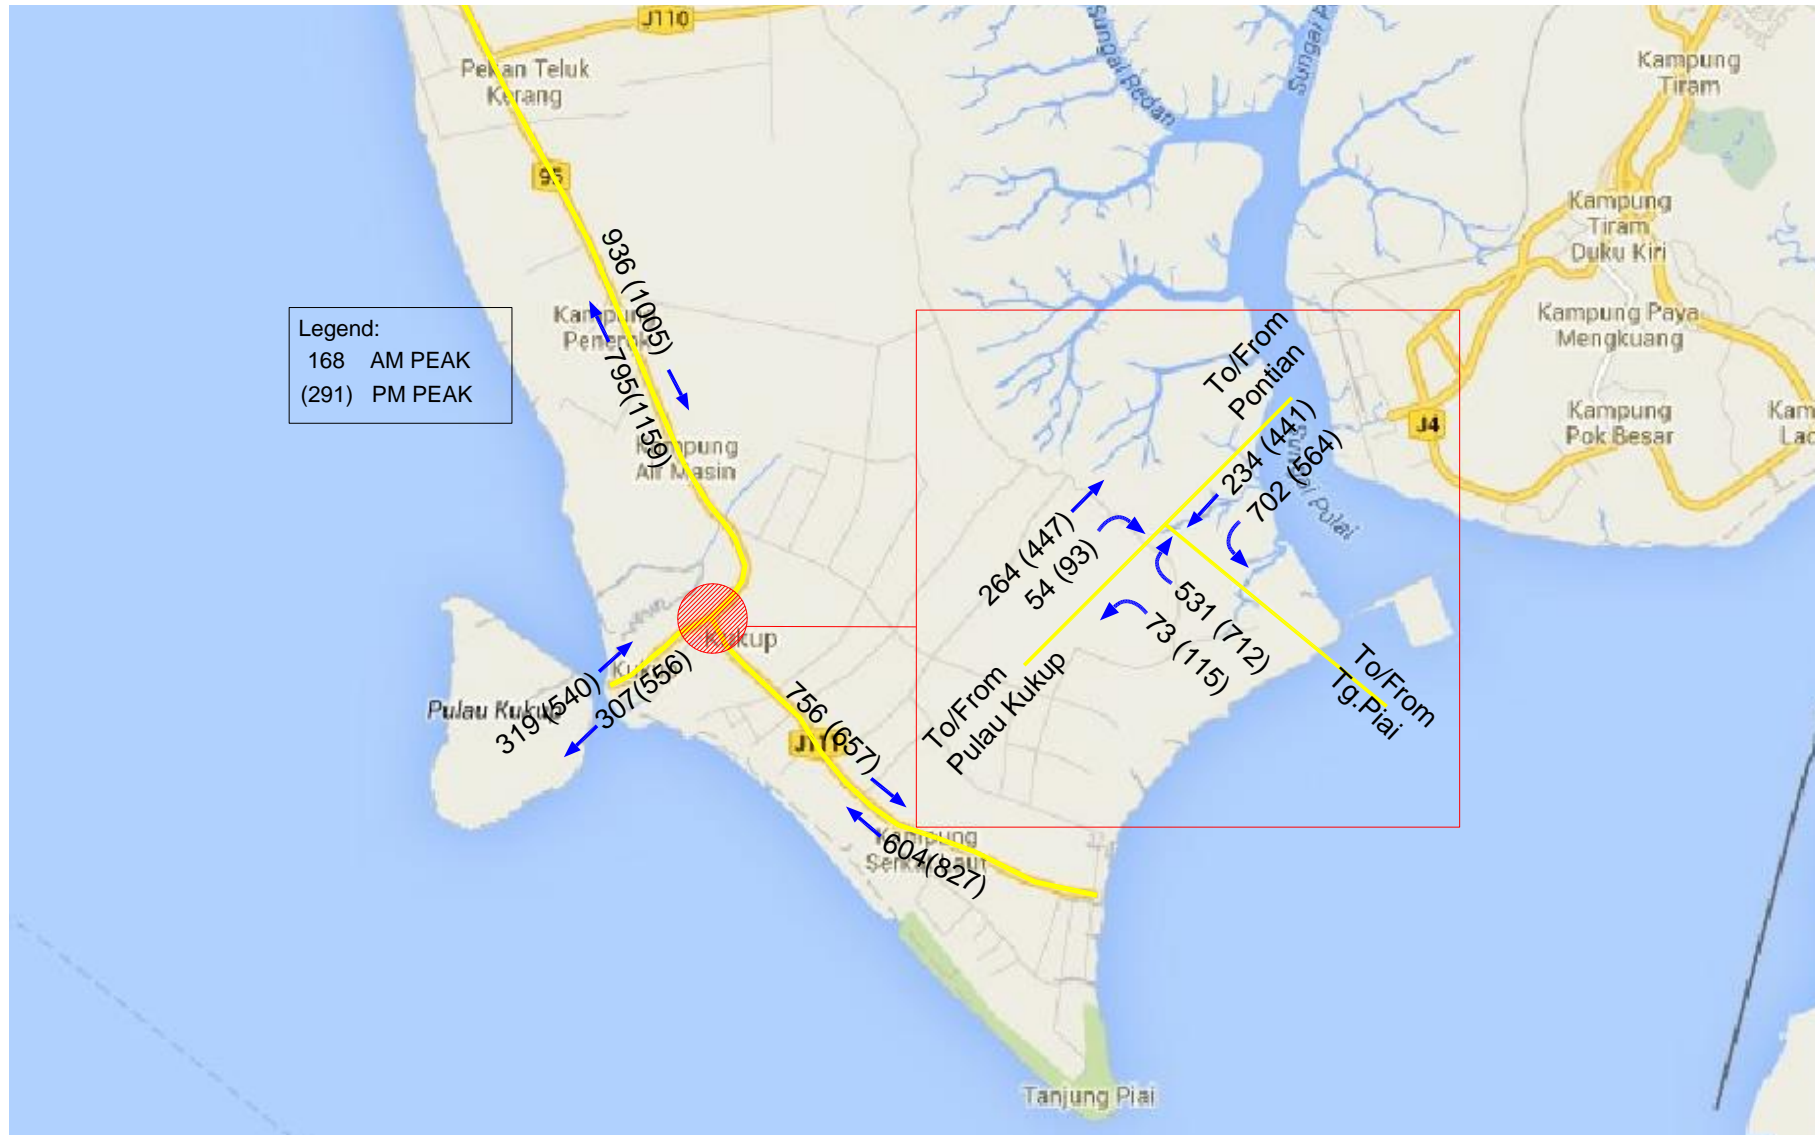 J110
Pekan Teluk
Kerang
Sungai Redan
Kampung
Tiram
95
Kampung
Tiram
Duku Kiri
936 (1005)
795(1159)
Legend:
168 AM PEAK
(291) PM PEAK
Kampung
Air Masin
Kampung Paya
Mengkuang
Kampung
Pok Besar
J4
To/From
Pontian
234 (441)
702 (564)
264 (447)
54 (93)
531 (712)
73 (115)
To/From
Pulau Kukup
To/From
Tg.Piai
Kukup
Pulau Kukup
319 (540)
307(556)
756 (657)
604(827)
Kampung
Tanjung Piai